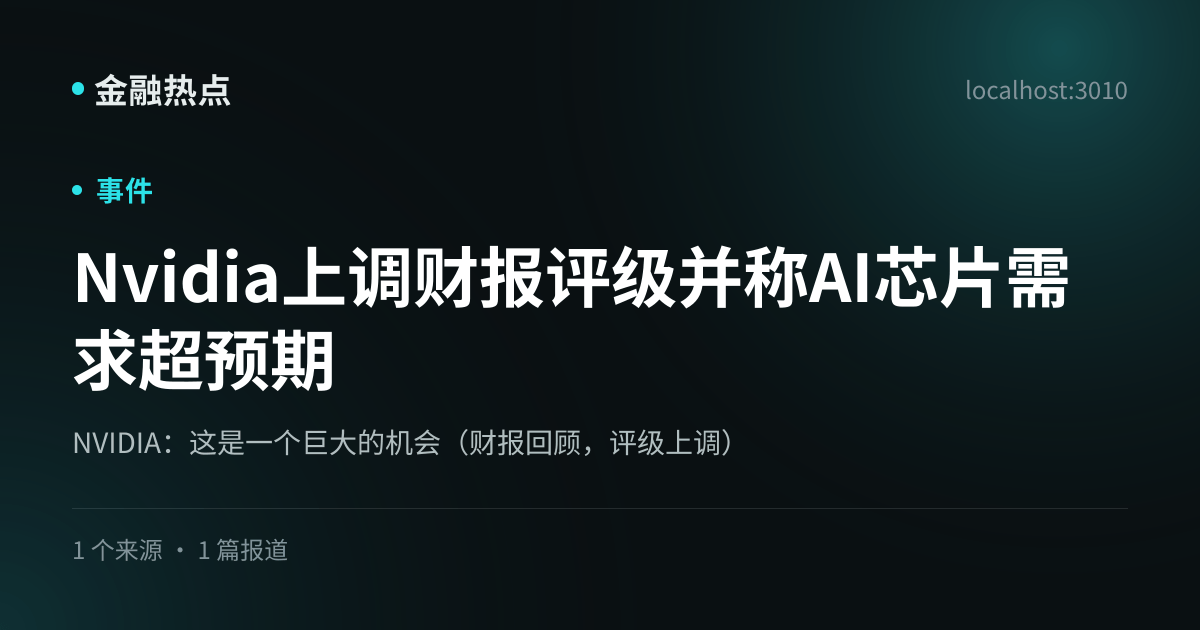 金融热点
localhost:3010
事件
Nvidia上调财报评级并称AI芯片需
求超预期
NVIDIA：这是一个巨大的机会（财报回顾，评级上调）
1 个来源 · 1 篇报道